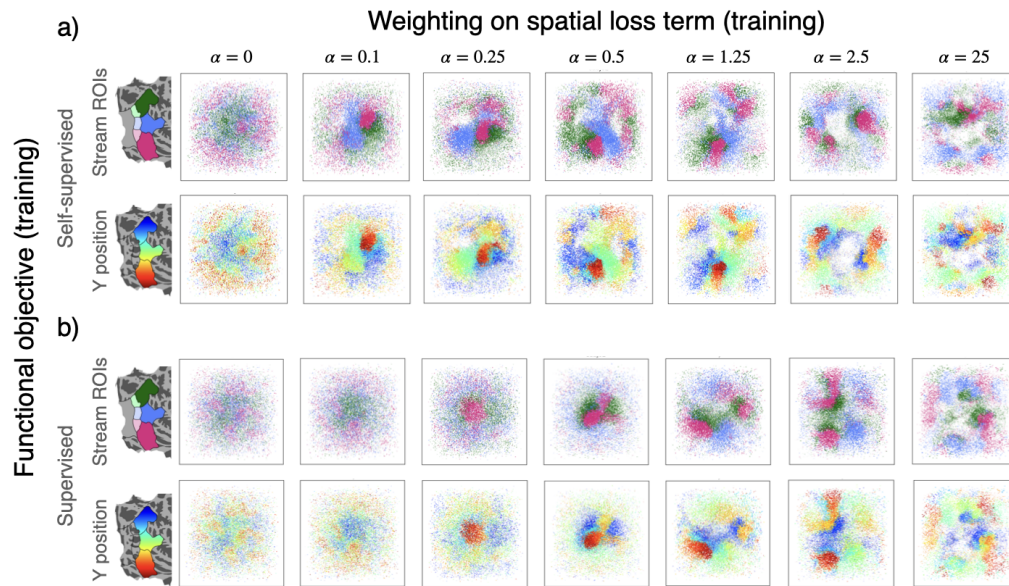 Weighting on spatial loss term (training)
a)
α = 0
α = 0.1
α = 0.25
α = 0.5
α = 1.25
α = 2.5
α = 25
Functional objective (training)
Self-supervised
Stream ROIs
Y position
b)
Supervised
Stream ROIs
Y position